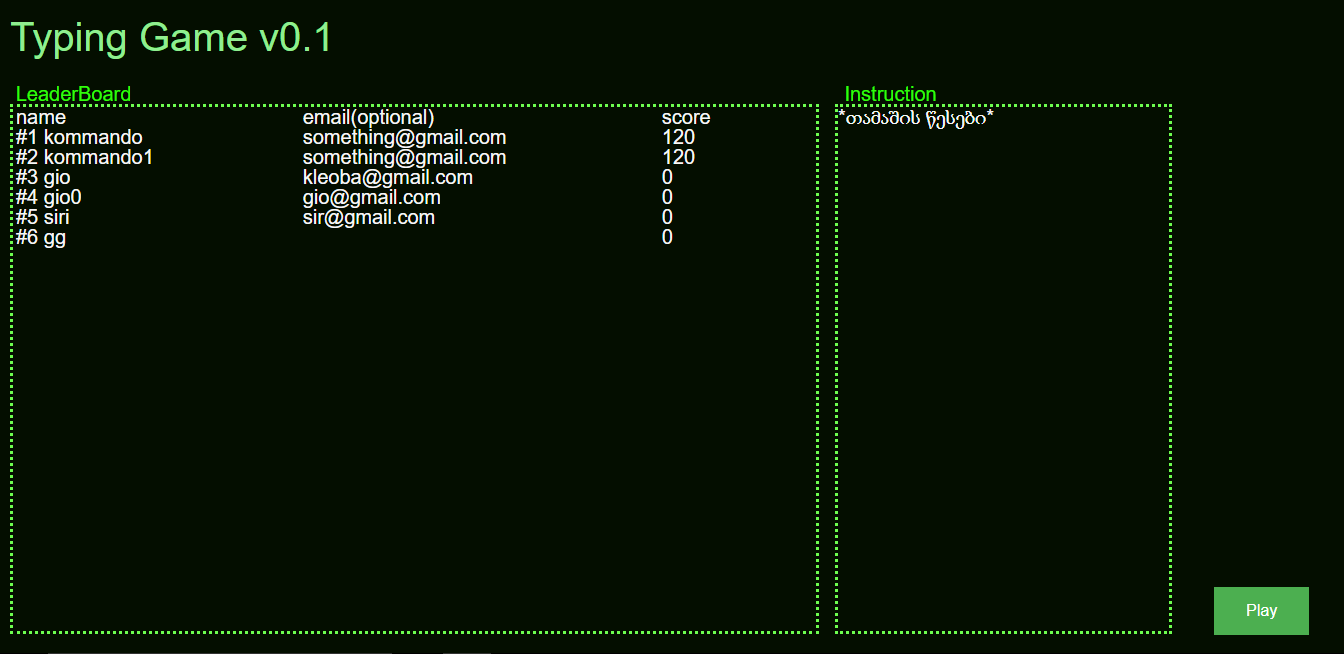 Typing Game v0.1
LeaderBoard
name email(optional) score
#1 kommando something@gmail.com 120
#2 kommando1 something@gmail.com 120
#3 gio kleoba@gmail.com 0
#4 gio0 gio@gmail.com 0
#5 siri sir@gmail.com 0
#6 gg 0
Instruction
*თამაშის წესები*
Play